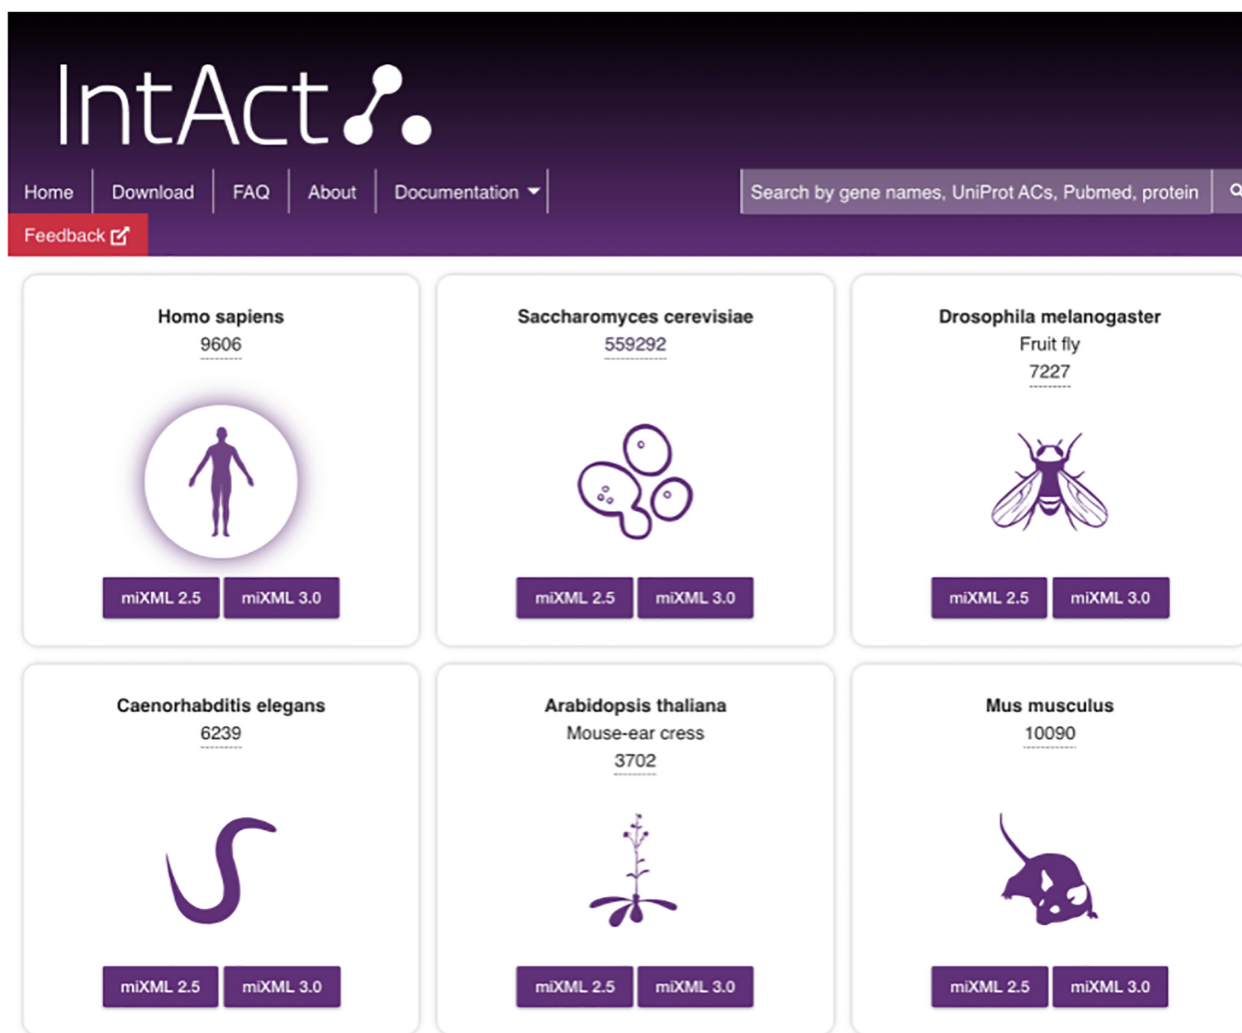 IntAct
Home Download FAQ About Documentation
Search by gene names, UniProt ACs, Pubmed, protein
Feedback
Homo sapiens
9606
miXML 2.5 miXML 3.0
Saccharomyces cerevisiae
559292
miXML 2.5 miXML 3.0
Drosophila melanogaster
Fruit fly
7227
miXML 2.5 miXML 3.0
Caenorhabditis elegans
6239
miXML 2.5 miXML 3.0
Arabidopsis thaliana
Mouse-ear cress
3702
miXML 2.5 miXML 3.0
Mus musculus
10090
miXML 2.5 miXML 3.0